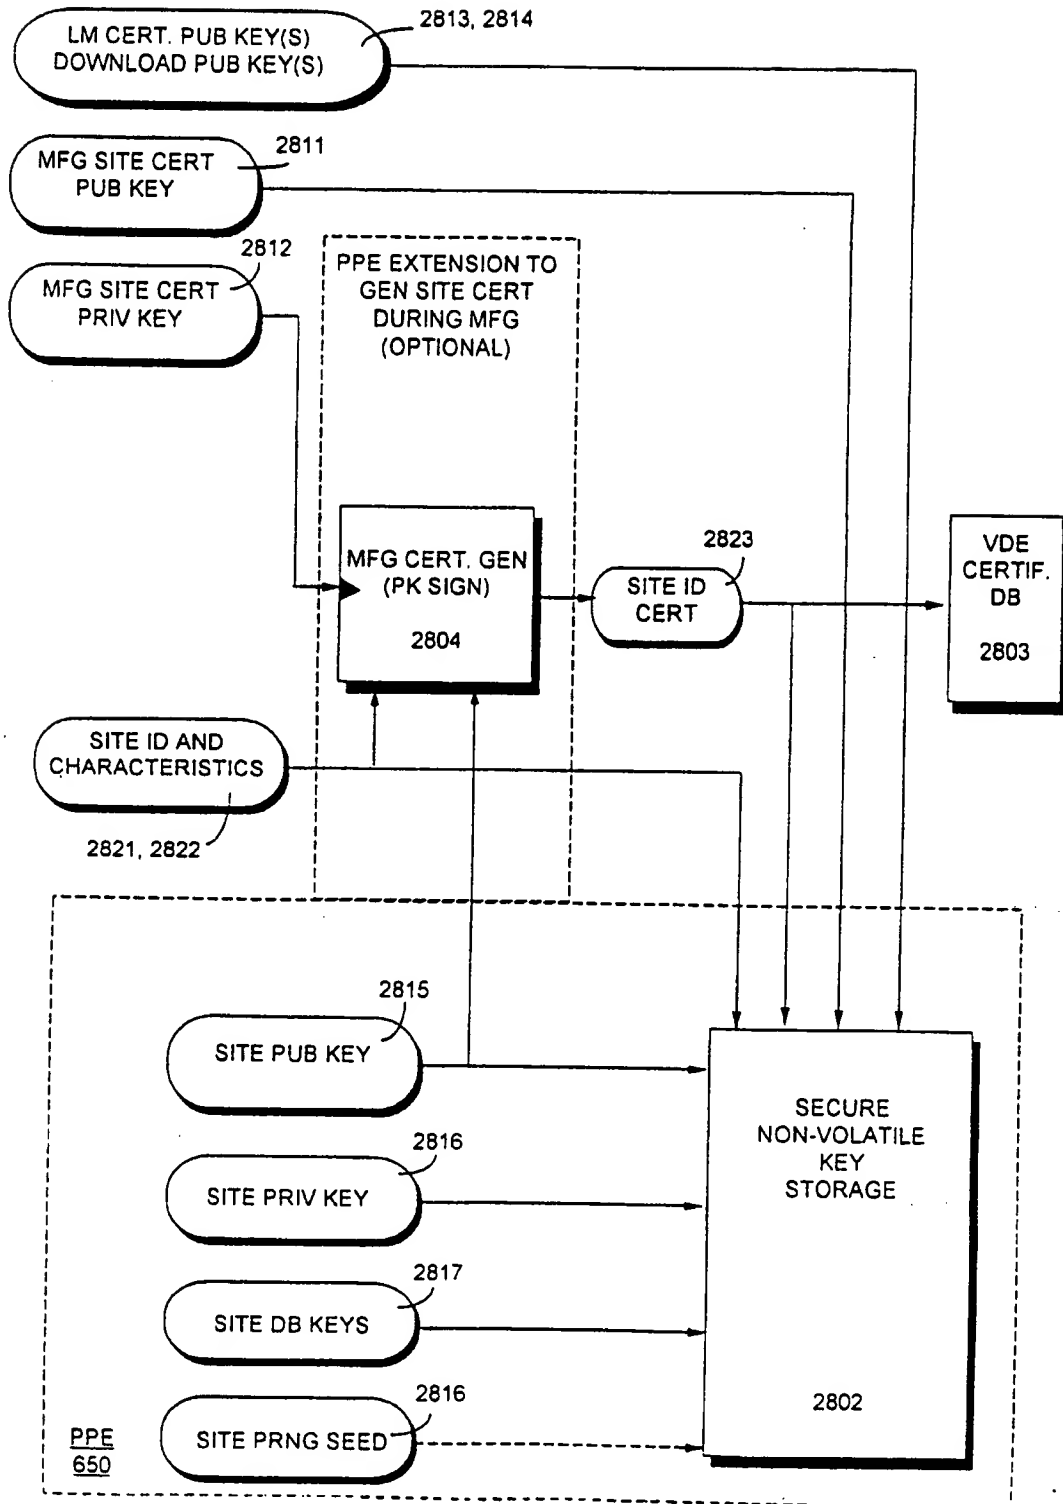 2813, 2814
LM CERT. PUB KEY(S)
DOWNLOAD PUB KEY(S)
2811
MFG SITE CERT
PUB KEY
2812
MFG SITE CERT
PRIV KEY
PPE EXTENSION TO
GEN SITE CERT
DURING MFG
(OPTIONAL)
MFG CERT. GEN
(PK SIGN)
2804
2823
SITE ID
CERT
VDE
CERTIF.
DB
2803
SITE ID AND
CHARACTERISTICS
2821, 2822
2815
SITE PUB KEY
2816
SITE PRIV KEY
2817
SITE DB KEYS
2816
SITE PRNG SEED
SECURE
NON-VOLATILE
KEY
STORAGE
2802
PPE
650